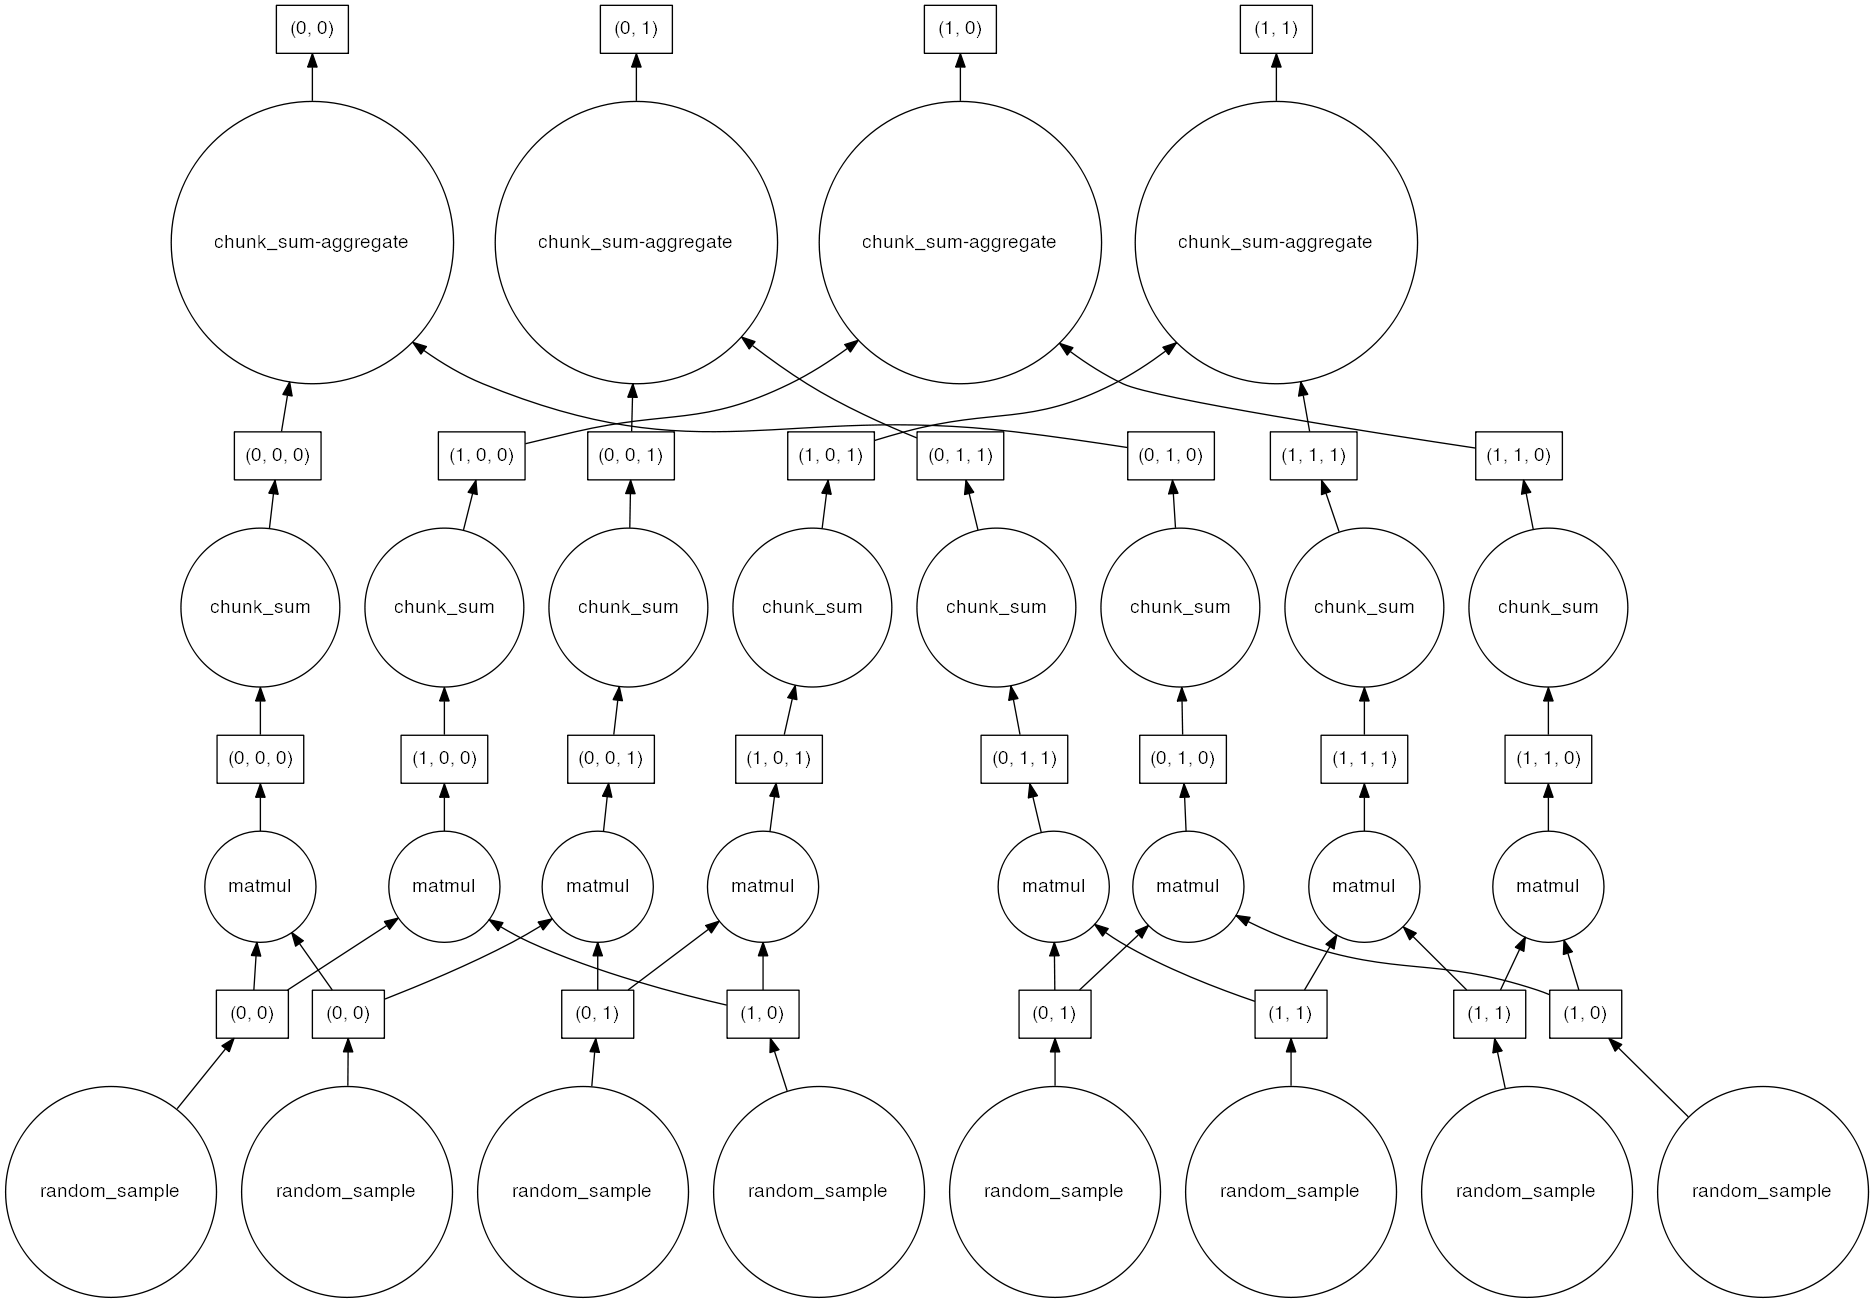 (0, 0)
(0, 1)
(1, 0)
(1, 1)
chunk_sum-aggregate
chunk_sum-aggregate
chunk_sum-aggregate
chunk_sum-aggregate
(0, 0, 0)
(1, 0, 0)
(0, 0, 1)
(1, 0, 1)
(0, 1, 1)
(0, 1, 0)
(1, 1, 1)
(1, 1, 0)
chunk_sum
chunk_sum
chunk_sum
chunk_sum
chunk_sum
chunk_sum
chunk_sum
chunk_sum
(0, 0, 0)
(1, 0, 0)
(0, 0, 1)
(1, 0, 1)
(0, 1, 1)
(0, 1, 0)
(1, 1, 1)
(1, 1, 0)
matmul
matmul
matmul
matmul
matmul
matmul
matmul
matmul
(0, 0)
(0, 0)
(0, 1)
(1, 0)
(0, 1)
(1, 1)
(1, 1)
(1, 0)
random_sample
random_sample
random_sample
random_sample
random_sample
random_sample
random_sample
random_sample